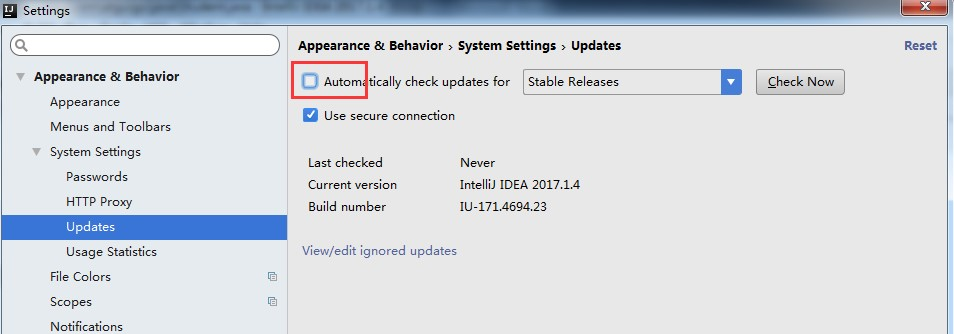 Settings
Appearance & Behavior › System Settings › Updates
Reset
Appearance & Behavior
Appearance
Menus and Toolbars
System Settings
Passwords
HTTP Proxy
Updates
Usage Statistics
File Colors
Scopes
Notifications
Automatically check updates for
Stable Releases
Check Now
Use secure connection
Last checked Never
Current version IntelliJ IDEA 2017.1.4
Build number IU-171.4694.23
View/edit ignored updates